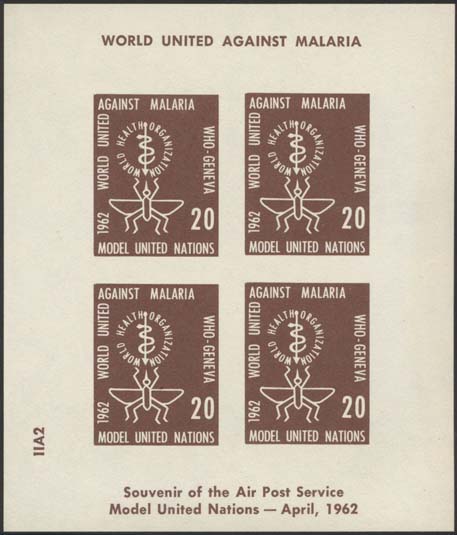 WORLD UNITED AGAINST MALARIA
AGAINST MALARIA
WORLD UNITED
WORLD HEALTH ORGANIZATION
WHO-GENEVA
1962
20
MODEL UNITED NATIONS
AGAINST MALARIA
WORLD UNITED
WORLD HEALTH ORGANIZATION
WHO-GENEVA
1962
20
MODEL UNITED NATIONS
AGAINST MALARIA
WORLD UNITED
WORLD HEALTH ORGANIZATION
WHO-GENEVA
1962
20
MODEL UNITED NATIONS
AGAINST MALARIA
WORLD UNITED
WORLD HEALTH ORGANIZATION
WHO-GENEVA
1962
20
MODEL UNITED NATIONS
IIA2
Souvenir of the Air Post Service
Model United Nations — April, 1962